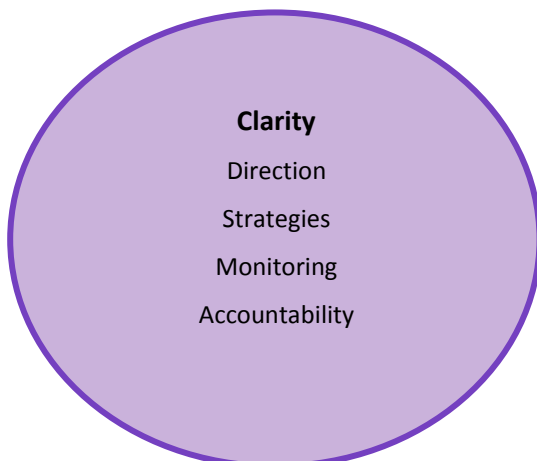 Clarity
Direction
Strategies
Monitoring
Accountability